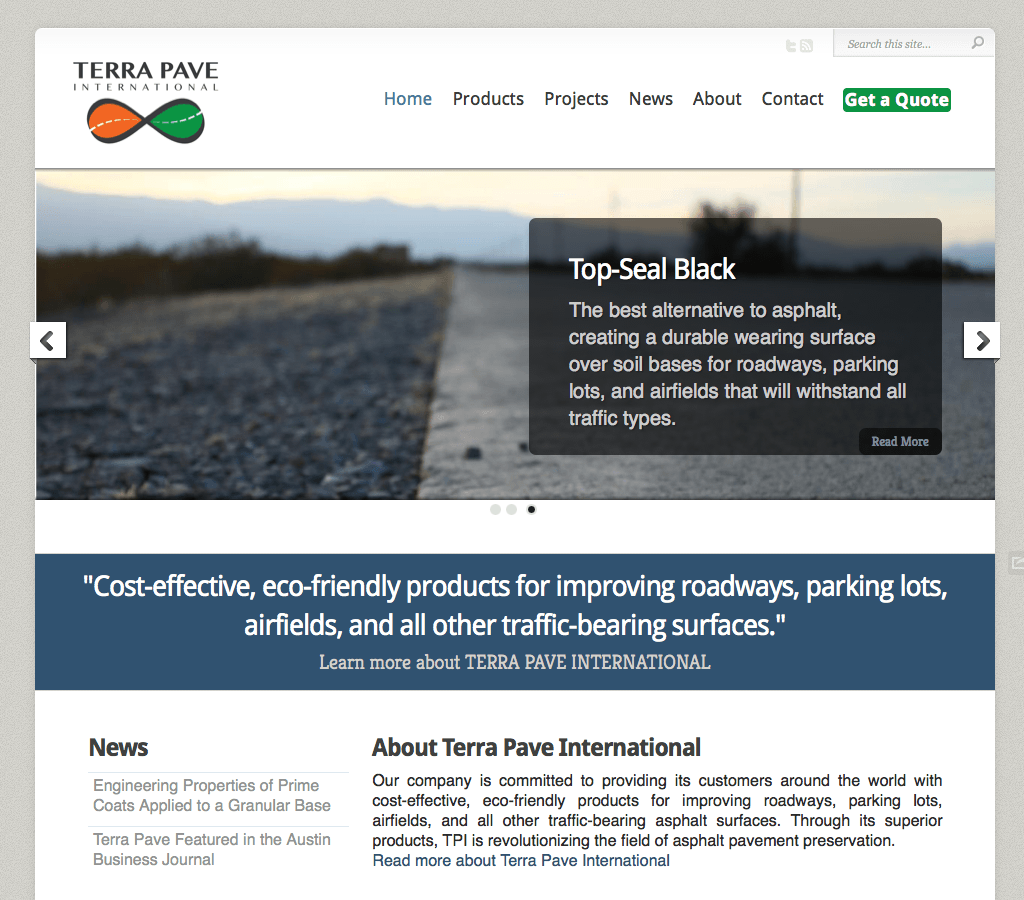 Search this site...
TERRA PAVE
INTERNATIONAL
Home Products Projects News About Contact Get a Quote
Top-Seal Black
The best alternative to asphalt,
creating a durable wearing surface
over soil bases for roadways, parking
lots, and airfields that will withstand all
traffic types.
Read More
"Cost-effective, eco-friendly products for improving roadways, parking lots,
airfields, and all other traffic-bearing surfaces."
Learn more about TERRA PAVE INTERNATIONAL
News
Engineering Properties of Prime
Coats Applied to a Granular Base
Terra Pave Featured in the Austin
Business Journal
About Terra Pave International
Our company is committed to providing its customers around the world with
cost-effective, eco-friendly products for improving roadways, parking lots,
airfields, and all other traffic-bearing asphalt surfaces. Through its superior
products, TPI is revolutionizing the field of asphalt pavement preservation.
Read more about Terra Pave International